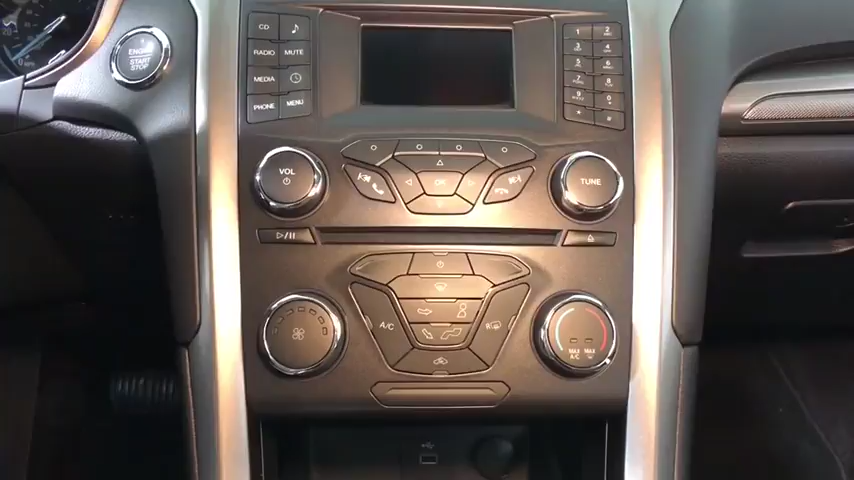 CD
RADIO MUTE
MEDIA
PHONE MENU
1 2
3 4
5 6
7 8
9 0
ENGINE
START
STOP
VOL
OK
TUNE
A/C
R
MAX A/C
MAX